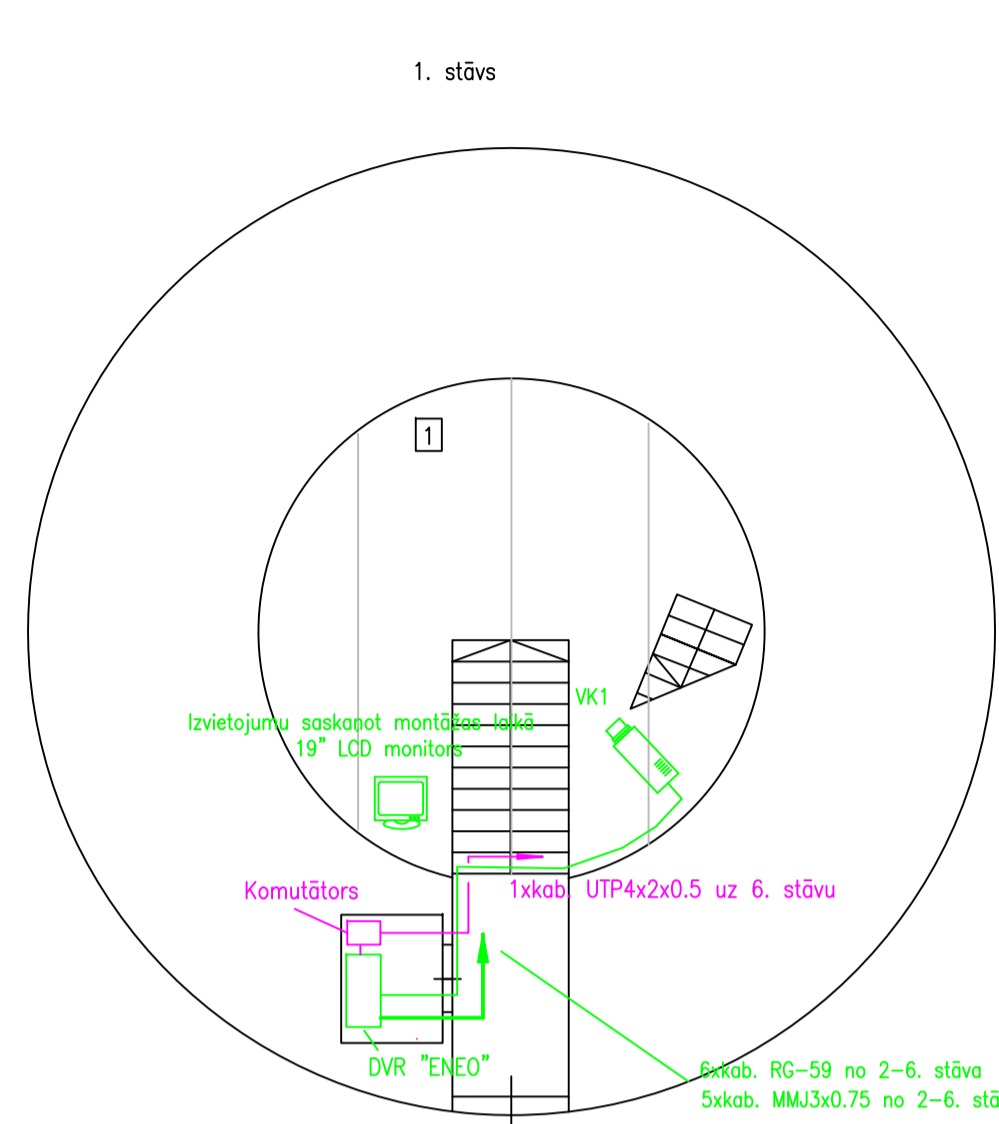 1. stāvs
1
VK1
Izvietojumu saskaņot montāžas laikā
19" LCD monitors
Komutātors
1xkab. UTP4x2x0.5 uz 6. stāvu
DVR "ENEO"
6xkab. RG-59 no 2-6. stāva
5xkab. MMJ3x0.75 no 2-6. stā